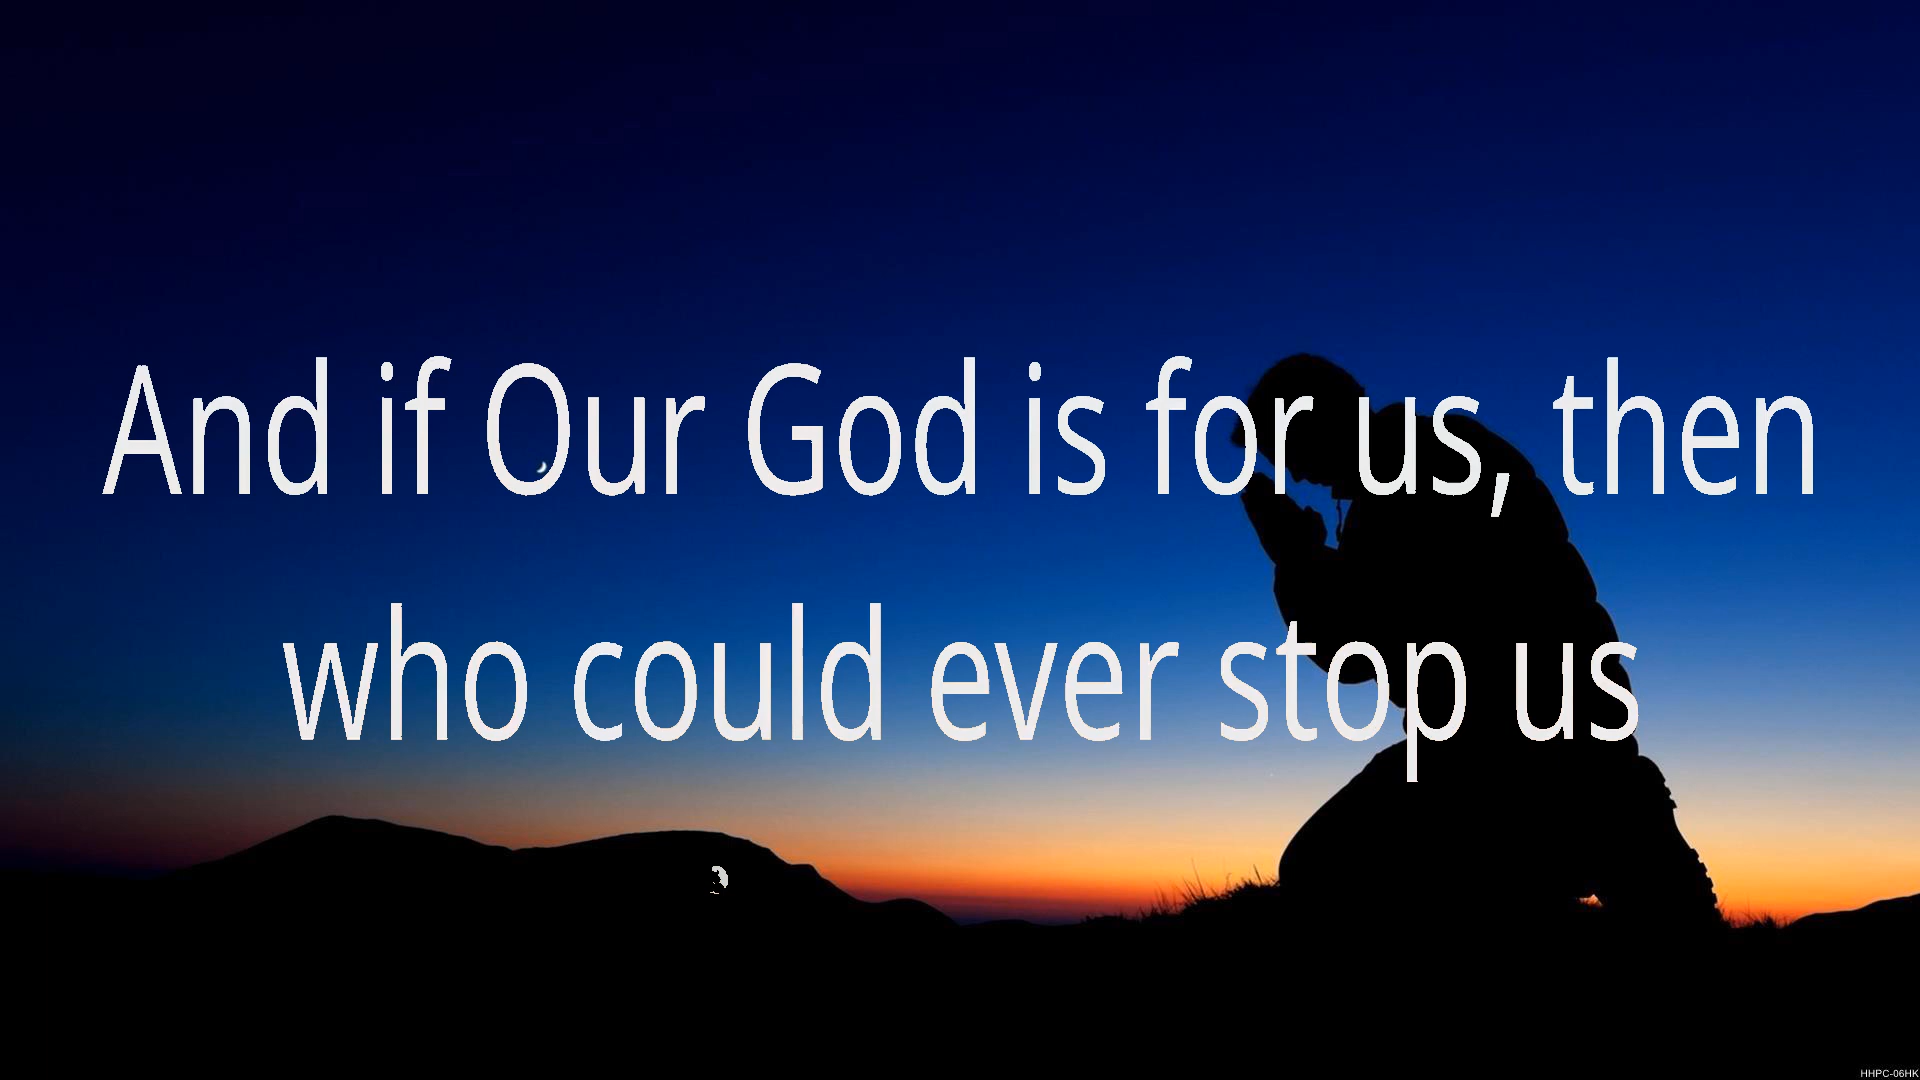 And if Our God is for us, then
who could ever stop us
HHPC-06HK